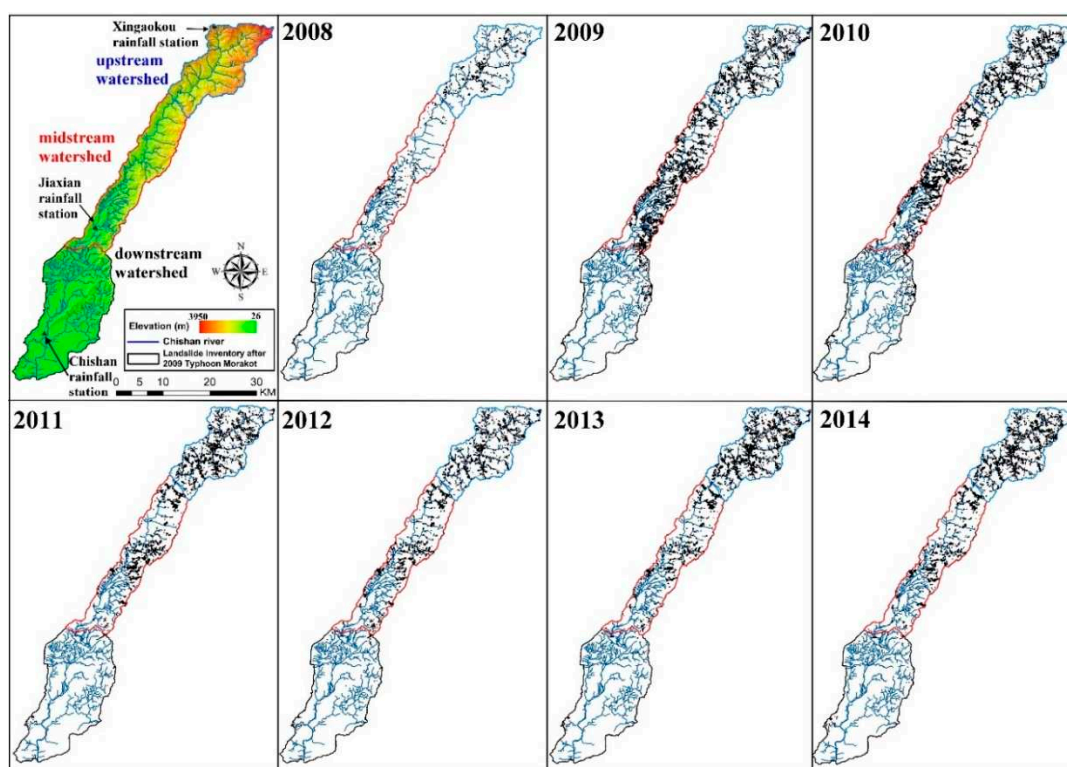 Xingaokou
rainfall station
upstream
watershed
midstream
watershed
Jiaxian
rainfall
station
downstream
watershed
N
W E
S
3950 26
Elevation (m)
Chishan river
Landslide inventory after
2009 Typhoon Morakot
Chishan
rainfall
station
0 5 10 20 30
KM
2008
2009
2010
2011
2012
2013
2014